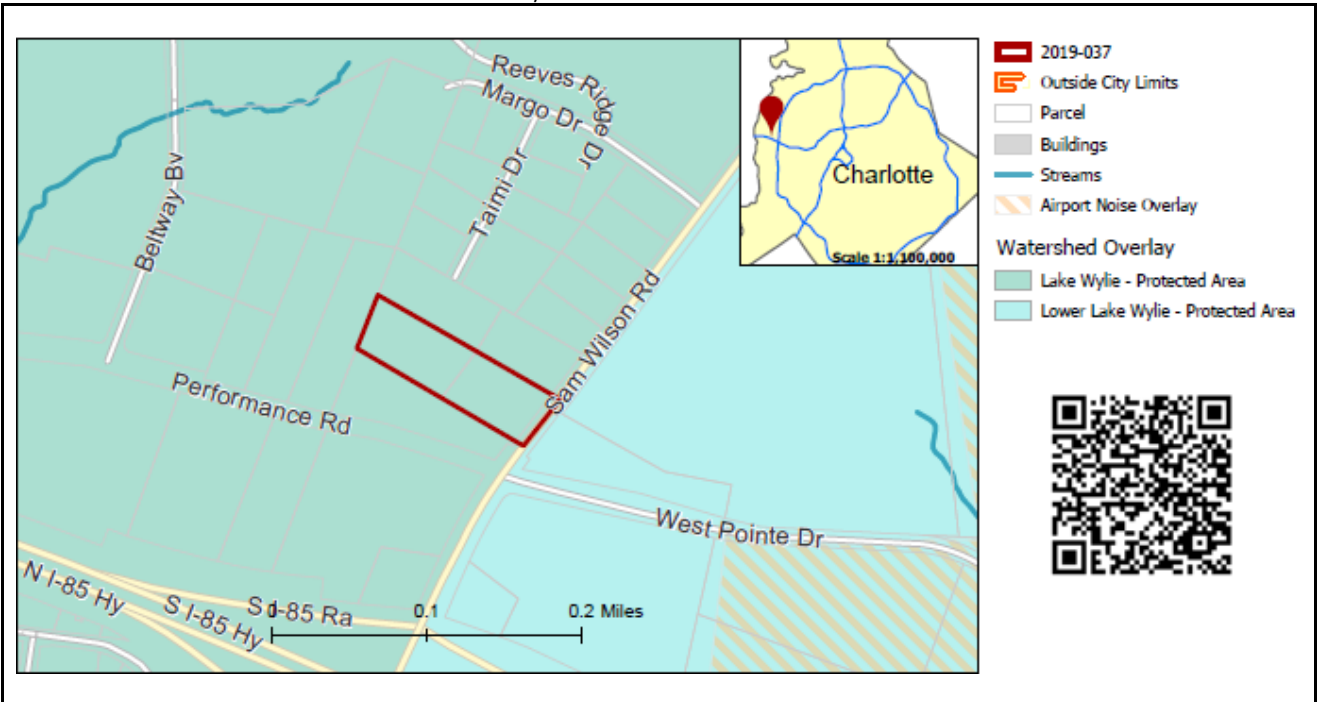 Reeves Ridge Dr
Margo Dr
Taimi Dr
Beltway Bv
Sam Wilson Rd
Performance Rd
West Pointe Dr
N I-85 Hy
S I-85 Hy
S I-85 Ra
0
0.1
0.2 Miles
Charlotte
Scale 1:1,100,000
2019-037
Outside City Limits
Parcel
Buildings
Streams
Airport Noise Overlay
Watershed Overlay
Lake Wylie - Protected Area
Lower Lake Wylie - Protected Area